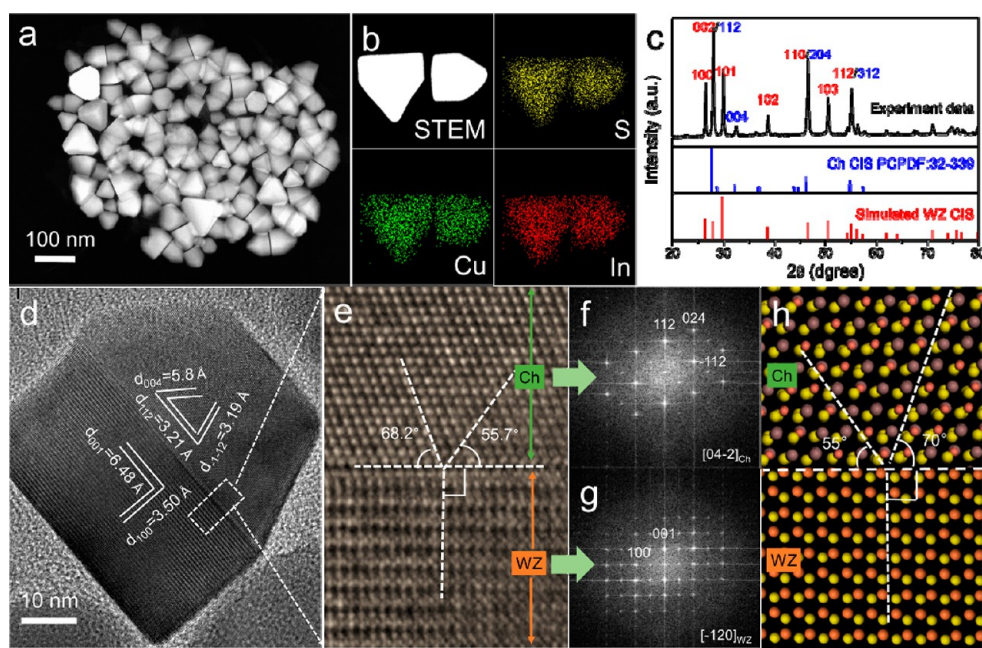 a
100 nm
b
STEM
S
Cu
In
c
Intensity (a.u.)
002/112
100
101
004
102
110/204
103
112/312
Experiment data
Ch CIS PCPDF:32-339
Simulated WZ CIS
20 30 40 50 60 70 80
2θ (dgree)
d
d004=5.8 Å
d112=3.21 Å
d-1-12=3.19 Å
d001=6.48 Å
d100=3.50 Å
10 nm
e
Ch
68.2°
55.7°
WZ
f
112
024
-112
[04-2]Ch
g
001
100
[-120]WZ
h
Ch
55°
70°
WZ